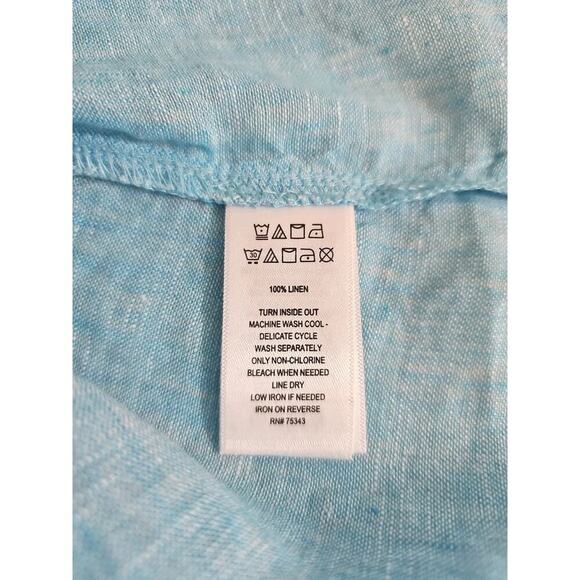 30
100% LINEN
TURN INSIDE OUT
MACHINE WASH COOL -
DELICATE CYCLE
WASH SEPARATELY
ONLY NON-CHLORINE
BLEACH WHEN NEEDED
LINE DRY
LOW IRON IF NEEDED
IRON ON REVERSE
RN# 75343